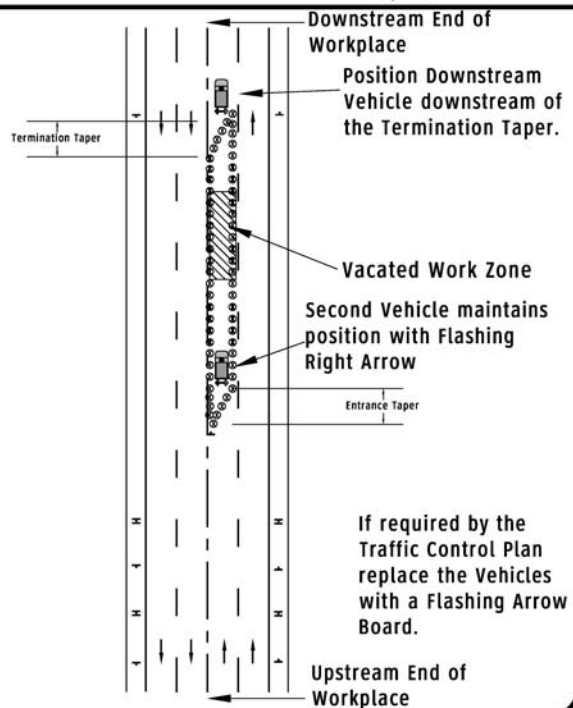 Downstream End of
Workplace
Position Downstream
Vehicle downstream of
the Termination Taper.
Termination Taper
Vacated Work Zone
Second Vehicle maintains
position with Flashing
Right Arrow
Entrance Taper
If required by the
Traffic Control Plan
replace the Vehicles
with a Flashing Arrow
Board.
Upstream End of
Workplace